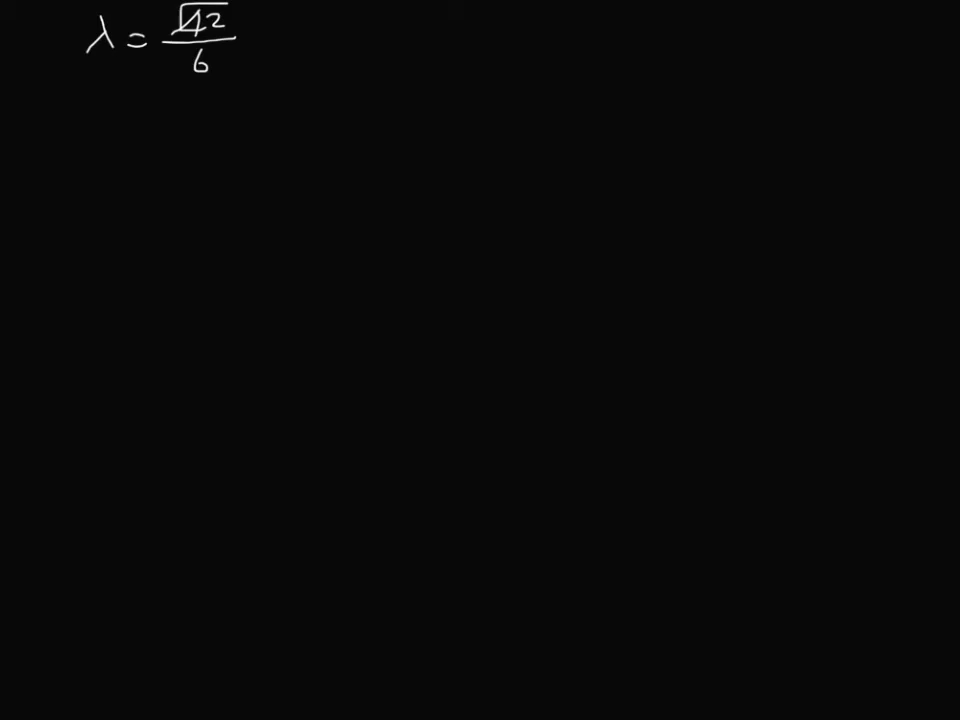 λ = √42/6